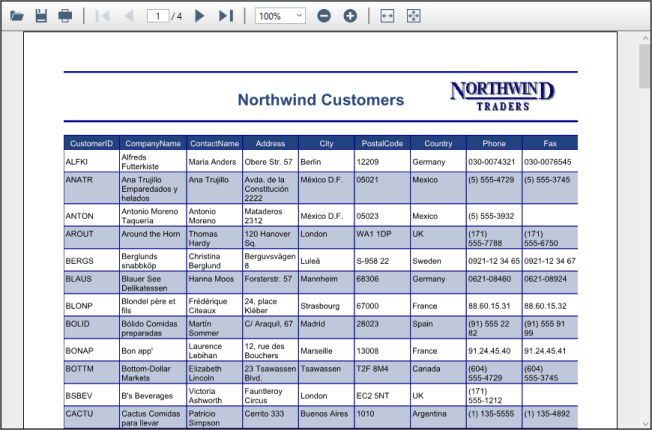 1 / 4 100%
Northwind Customers
NORTHWIND
TRADERS
CustomerID CompanyName ContactName Address City PostalCode Country Phone Fax
ALFKI Alfreds Futterkiste Maria Anders Obere Str. 57 Berlin 12209 Germany 030-0074321 030-0076545
ANATR Ana Trujillo Emparedados y helados Ana Trujillo Avda. de la Constitución 2222 México D.F. 05021 Mexico (5) 555-4729 (5) 555-3745
ANTON Antonio Moreno Taquería Antonio Moreno Mataderos 2312 México D.F. 05023 Mexico (5) 555-3932
AROUT Around the Horn Thomas Hardy 120 Hanover Sq. London WA1 1DP UK (171) 555-7788 (171) 555-6750
BERGS Berglunds snabbköp Christina Berglund Berguvsvägen 8 Luleå S-958 22 Sweden 0921-12 34 65 0921-12 34 67
BLAUS Blauer See Delikatessen Hanna Moos Forsterstr. 57 Mannheim 68306 Germany 0621-08460 0621-08924
BLONP Blondel père et fils Frédérique Citeaux 24, place Kléber Strasbourg 67000 France 88.60.15.31 88.60.15.32
BOLID Bólido Comidas preparadas Martín Sommer C/ Araquil, 67 Madrid 28023 Spain (91) 555 22 82 (91) 555 91 99
BONAP Bon app' Laurence Lebihan 12, rue des Bouchers Marseille 13008 France 91.24.45.40 91.24.45.41
BOTTM Bottom-Dollar Markets Elizabeth Lincoln 23 Tsawassen Blvd. Tsawassen T2F 8M4 Canada (604) 555-4729 (604) 555-3745
BSBEV B's Beverages Victoria Ashworth Fauntleroy Circus London EC2 5NT UK (171) 555-1212
CACTU Cactus Comidas para llevar Patricio Simpson Cerrito 333 Buenos Aires 1010 Argentina (1) 135-5555 (1) 135-4892